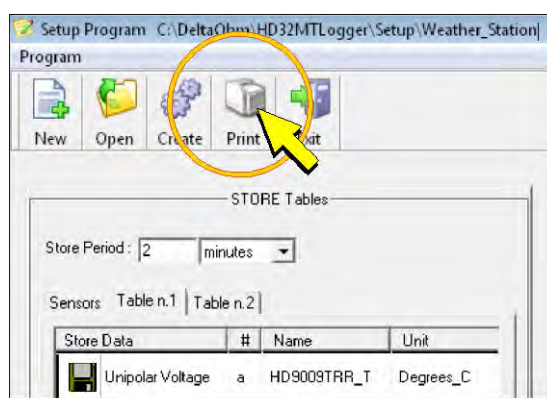 Setup Program C:\DeltaOhm\HD32MTLogger\Setup\Weather_Station
Program
New Open Create Print Exit
STORE Tables
Store Period : 2 minutes
Sensors Table n.1 Table n.2
Store Data # Name Unit
Unipolar Voltage a HD9009TRR_T Degrees_C